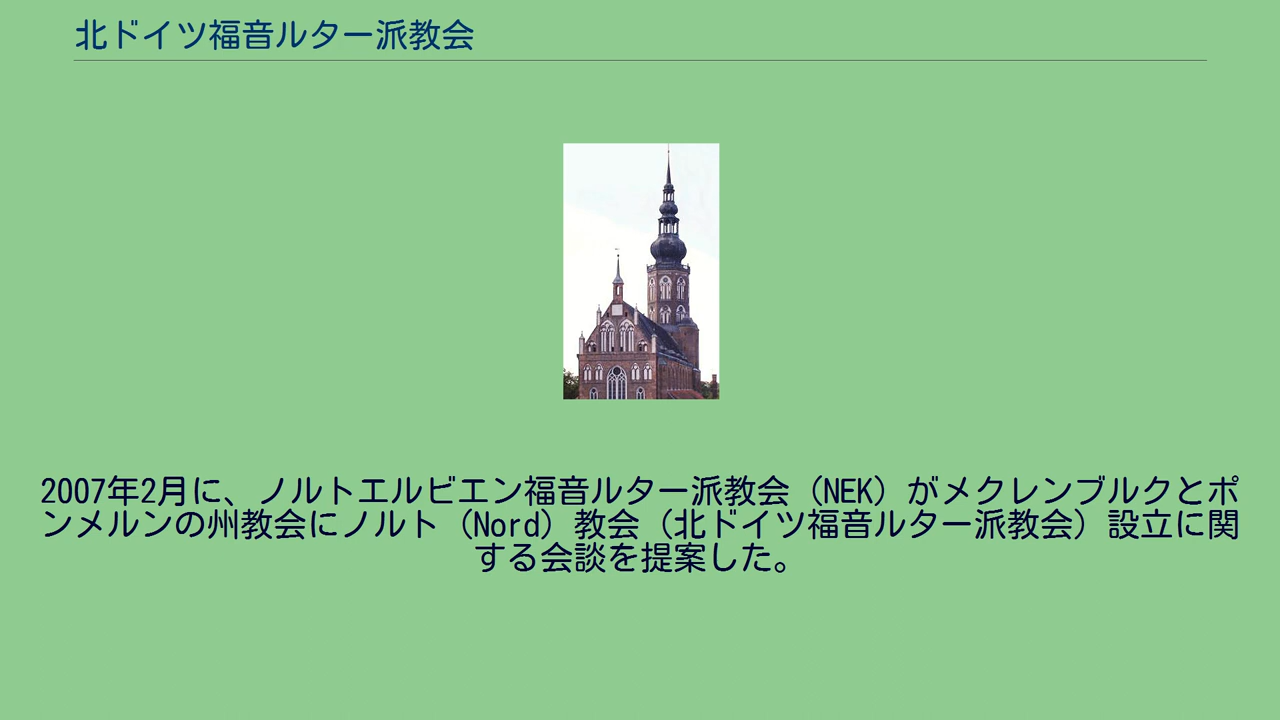 北ドイツ福音ルター派教会
2007年2月に、ノルトエルビエン福音ルター派教会（NEK）がメクレンブルクとポ
ンメルンの州教会にノルト（Nord）教会（北ドイツ福音ルター派教会）設立に関
する会談を提案した。